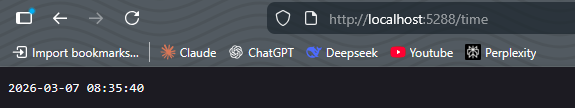 http://localhost:5288/time
Import bookmarks... Claude ChatGPT Deepseek Youtube Perplexity
2026-03-07 08:35:40